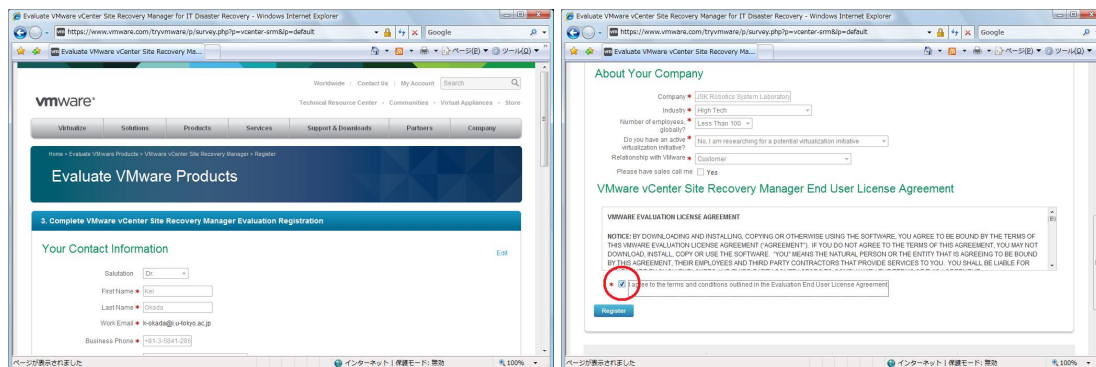 Evaluate VMware vCenter Site Recovery Manager for IT Disaster Recovery - Windows Internet Explorer
https://www.vmware.com/tryvmware/p/survey.php?p=vcenter-srm&lp=default
Google
Evaluate VMware vCenter Site Recovery Ma...
ページ(P) ツール(O)
Worldwide | Contact Us | My Account Search
vmware®
Technical Resource Center • Communities • Virtual Appliances • Store
Virtualize Solutions Products Services Support & Downloads Partners Company
Home > Evaluate VMware Products > VMware vCenter Site Recovery Manager > Register
Evaluate VMware Products
3. Complete VMware vCenter Site Recovery Manager Evaluation Registration
Your Contact Information Edit
Salutation Dr.
First Name * Kei
Last Name * Okada
Work Email * k-okada@i.u-tokyo.ac.jp
Business Phone * +81-3-5841-286
ページが表示されました インターネット | 保護モード: 無効 100%
Evaluate VMware vCenter Site Recovery Manager for IT Disaster Recovery - Windows Internet Explorer
https://www.vmware.com/tryvmware/p/survey.php?p=vcenter-srm&lp=default
Google
Evaluate VMware vCenter Site Recovery Ma...
ページ(P) ツール(O)
About Your Company
Company * JSK Robotics System Laboratory
Industry * High Tech
Number of employees, globally? * Less Than 100
Do you have an active virtualization initiative? * No, I am researching for a potential virtualization initiative
Relationship with VMware * Customer
Please have sales call me Yes
VMware vCenter Site Recovery Manager End User License Agreement
VMWARE EVALUATION LICENSE AGREEMENT
NOTICE: BY DOWNLOADING AND INSTALLING, COPYING OR OTHERWISE USING THE SOFTWARE, YOU AGREE TO BE BOUND BY THE TERMS OF
THIS VMWARE EVALUATION LICENSE AGREEMENT ("AGREEMENT"). IF YOU DO NOT AGREE TO THE TERMS OF THIS AGREEMENT, YOU MAY NOT
DOWNLOAD, INSTALL, COPY OR USE THE SOFTWARE. "YOU" MEANS THE NATURAL PERSON OR THE ENTITY THAT IS AGREEING TO BE BOUND
BY THIS AGREEMENT, THEIR EMPLOYEES AND THIRD PARTY CONTRACTORS THAT PROVIDE SERVICES TO YOU. YOU SHALL BE LIABLE FOR
* I agree to the terms and conditions outlined in the Evaluation End User License Agreement
Register
ページが表示されました インターネット | 保護モード: 無効 100%